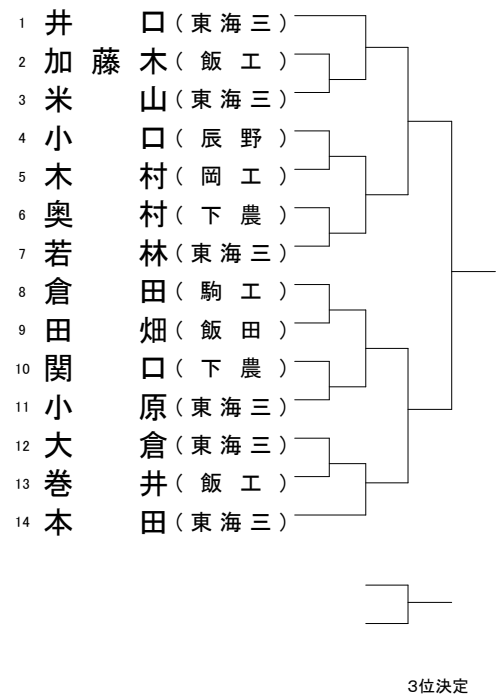 1 井口(東海三)
2 加藤木(飯工)
3 米山(東海三)
4 小口(辰野)
5 木村(岡工)
6 奥村(下農)
7 若林(東海三)
8 倉田(駒工)
9 田畑(飯田)
10 関口(下農)
11 小原(東海三)
12 大倉(東海三)
13 巻井(飯工)
14 本田(東海三)
3位決定